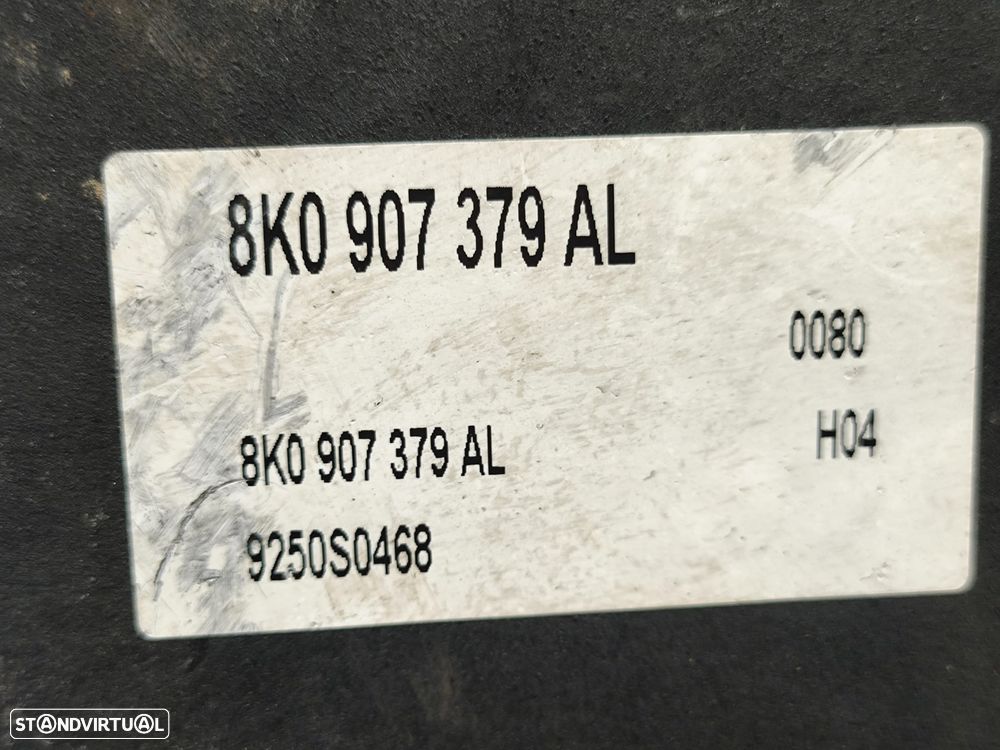 8K0 907 379 AL
0080
8K0 907 379 AL
H04
9250S0468
STANDVIRTUAL